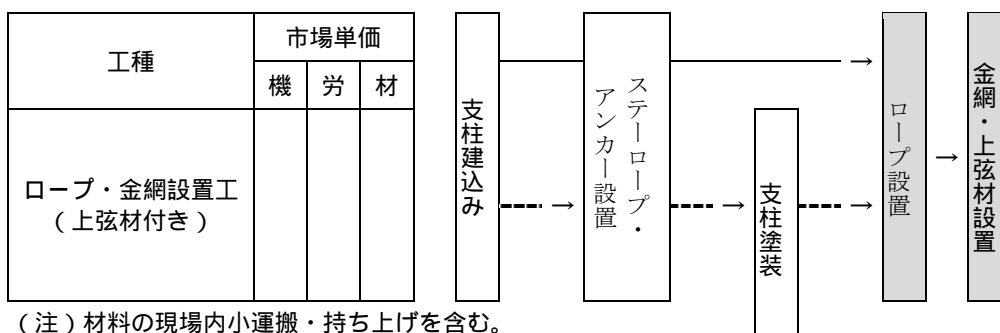 工種
市場単価
機 労 材
ロープ・金網設置工
（上弦材付き）
支柱建込み
ステーロープ・
アンカー設置
支柱塗装
ロープ設置
金網・上弦材設置
（注）材料の現場内小運搬・持ち上げを含む。